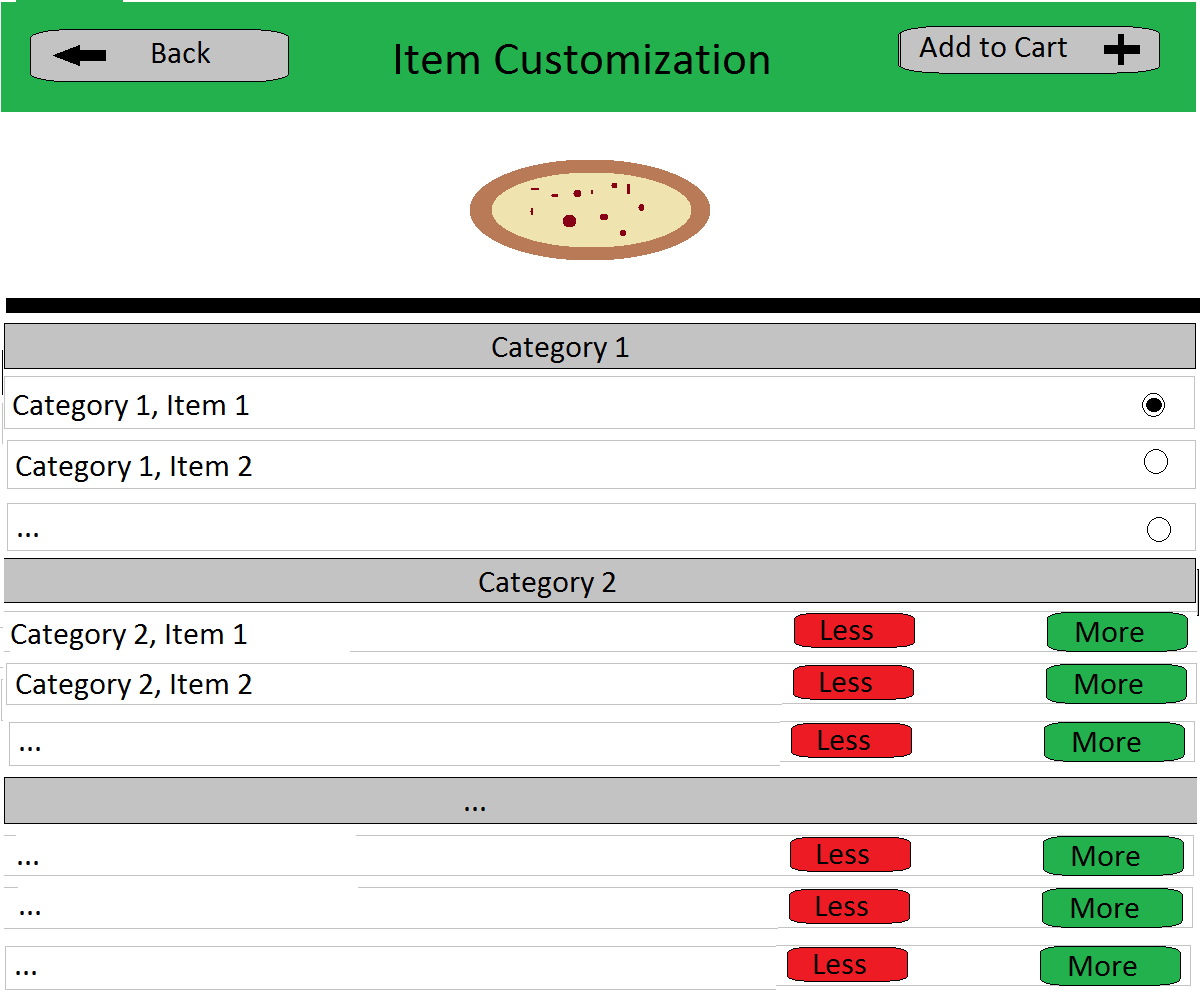 Back
Item Customization
Add to Cart
Category 1
Category 1, Item 1
Category 1, Item 2
...
Category 2
Category 2, Item 1 Less More
Category 2, Item 2 Less More
... Less More
...
... Less More
... Less More
... Less More